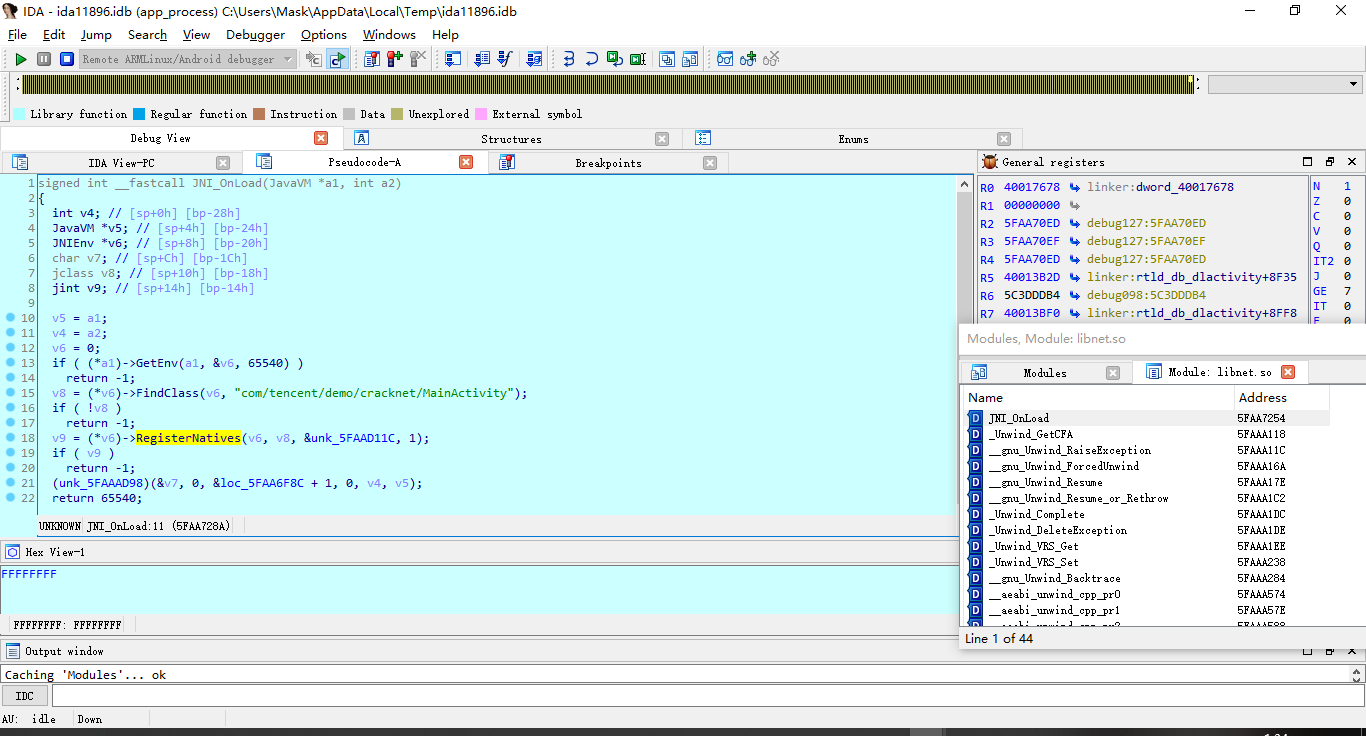 IDA - ida11896.idb (app_process) C:\Users\Mask\AppData\Local\Temp\ida11896.idb
File Edit Jump Search View Debugger Options Windows Help
Remote ARMLinux/Android debugger
Library function Regular function Instruction Data Unexplored External symbol
Debug View Structures Enums
IDA View-PC Pseudocode-A Breakpoints
1 signed int __fastcall JNI_OnLoad(JavaVM *a1, int a2)
2 {
3 int v4; // [sp+0h] [bp-28h]
4 JavaVM *v5; // [sp+4h] [bp-24h]
5 JNIEnv *v6; // [sp+8h] [bp-20h]
6 char v7; // [sp+Ch] [bp-1Ch]
7 jclass v8; // [sp+10h] [bp-18h]
8 jint v9; // [sp+14h] [bp-14h]
9
10 v5 = a1;
11 v4 = a2;
12 v6 = 0;
13 if ( (*a1)->GetEnv(a1, &v6, 65540) )
14 return -1;
15 v8 = (*v6)->FindClass(v6, "com/tencent/demo/cracknet/MainActivity");
16 if ( !v8 )
17 return -1;
18 v9 = (*v6)->RegisterNatives(v6, v8, &unk_5FAAD11C, 1);
19 if ( v9 )
20 return -1;
21 (unk_5FAAAD98)(&v7, 0, &loc_5FAA6F8C + 1, 0, v4, v5);
22 return 65540;
UNKNOWN JNI_OnLoad:11 (5FAA728A)
General registers
R0 40017678 linker:dword_40017678
R1 00000000
R2 5FAA70ED debug127:5FAA70ED
R3 5FAA70EF debug127:5FAA70EF
R4 5FAA70ED debug127:5FAA70ED
R5 40013B2D linker:rtld_db_dlactivity+8F35
R6 5C3DDDB4 debug098:5C3DDDB4
R7 40013BF0 linker:rtld_db_dlactivity+8FF8
N 1
Z 0
C 0
V 0
Q 0
IT2 0
J 0
GE 7
IT 0
Modules, Module: libnet.so
Modules Module: libnet.so
Name Address
JNI_OnLoad 5FAA7254
_Unwind_GetCFA 5FAAA118
__gnu_Unwind_RaiseException 5FAAA11C
__gnu_Unwind_ForcedUnwind 5FAAA16A
__gnu_Unwind_Resume 5FAAA17E
__gnu_Unwind_Resume_or_Rethrow 5FAAA1C2
_Unwind_Complete 5FAAA1DC
_Unwind_DeleteException 5FAAA1DE
_Unwind_VRS_Get 5FAAA1EE
_Unwind_VRS_Set 5FAAA238
__gnu_Unwind_Backtrace 5FAAA284
__aeabi_unwind_cpp_pr0 5FAAA574
__aeabi_unwind_cpp_pr1 5FAAA57E
Line 1 of 44
Hex View-1
FFFFFFFF
FFFFFFFF: FFFFFFFF
Output window
Caching 'Modules'... ok
IDC
AU: idle Down